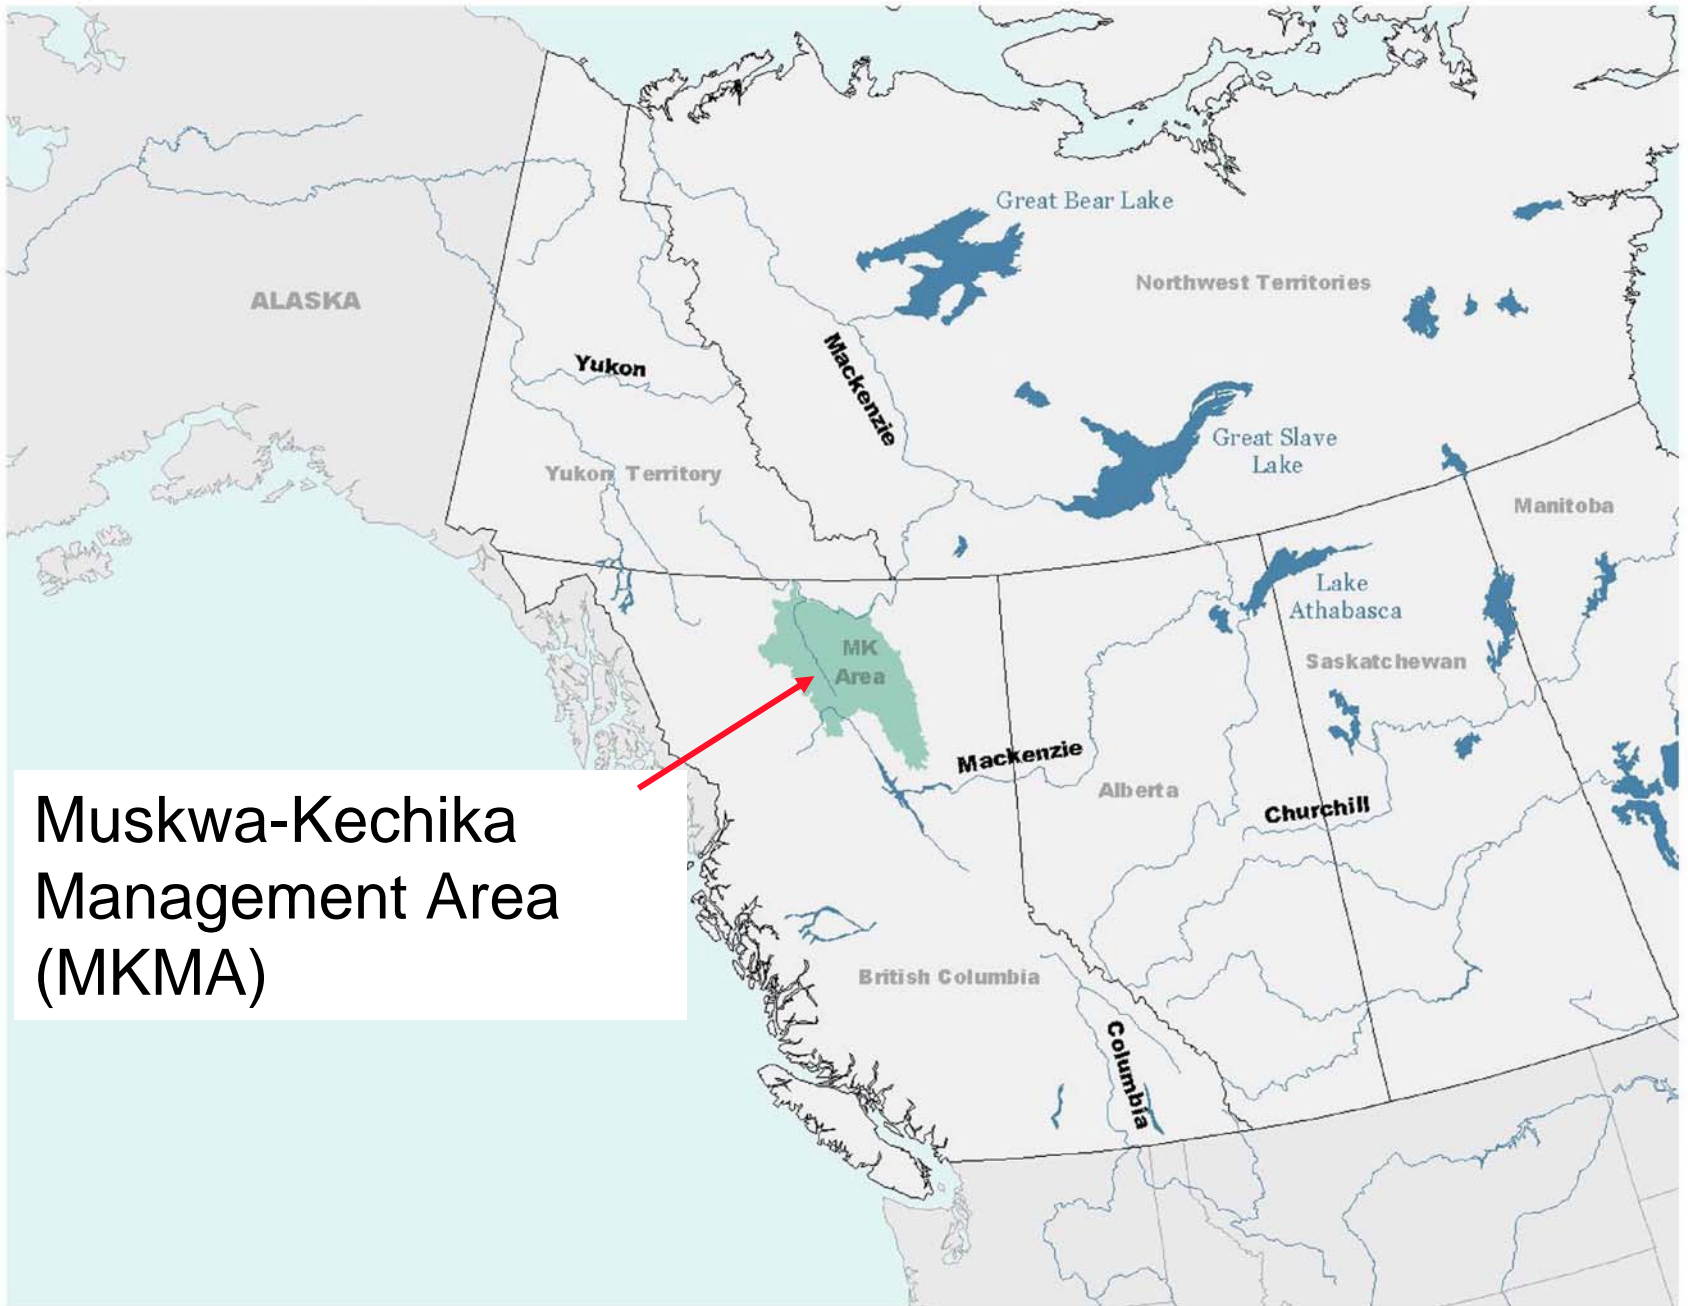 Great Bear Lake
Northwest Territories
ALASKA
Mackenzie
Yukon
Great Slave
Lake
Yukon Territory
Manitoba
Lake
Athabasca
MK
Area
Saskatchewan
Mackenzie
Alberta
Churchill
Muskwa-Kechika
Management Area
(MKMA)
British Columbia
Columbia